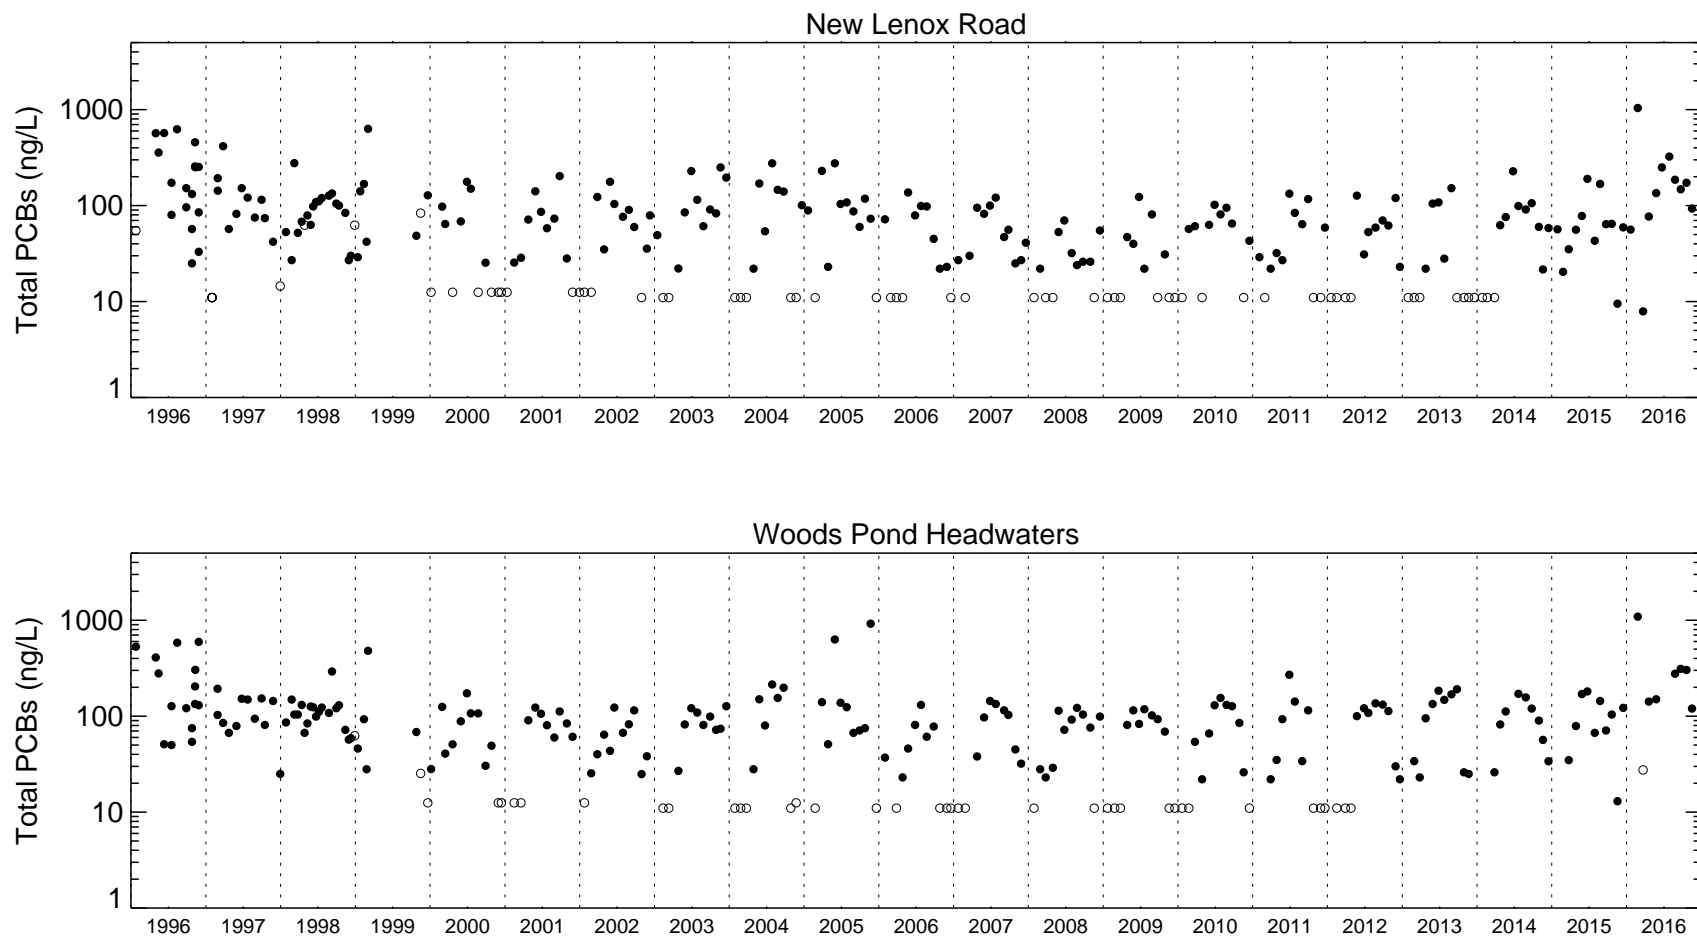 New Lenox Road
Total PCBs (ng/L)
1000
100
10
1
1996 1997 1998 1999 2000 2001 2002 2003 2004 2005 2006 2007 2008 2009 2010 2011 2012 2013 2014 2015 2016
Woods Pond Headwaters
Total PCBs (ng/L)
1000
100
10
1
1996 1997 1998 1999 2000 2001 2002 2003 2004 2005 2006 2007 2008 2009 2010 2011 2012 2013 2014 2015 2016